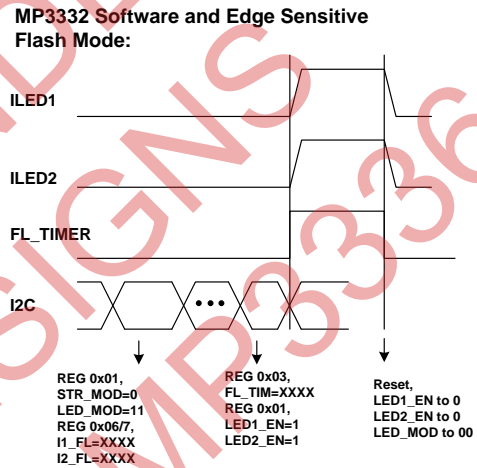 MP3332 Software and Edge Sensitive
Flash Mode:
ILED1
ILED2
FL_TIMER
I2C
REG 0x01,
STR_MOD=0
LED_MOD=11
REG 0x06/7,
I1_FL=XXXX
I2_FL=XXXX
REG 0x03,
FL_TIM=XXXX
REG 0x01,
LED1_EN=1
LED2_EN=1
Reset,
LED1_EN to 0
LED2_EN to 0
LED_MOD to 00
SIGNS
MP3336